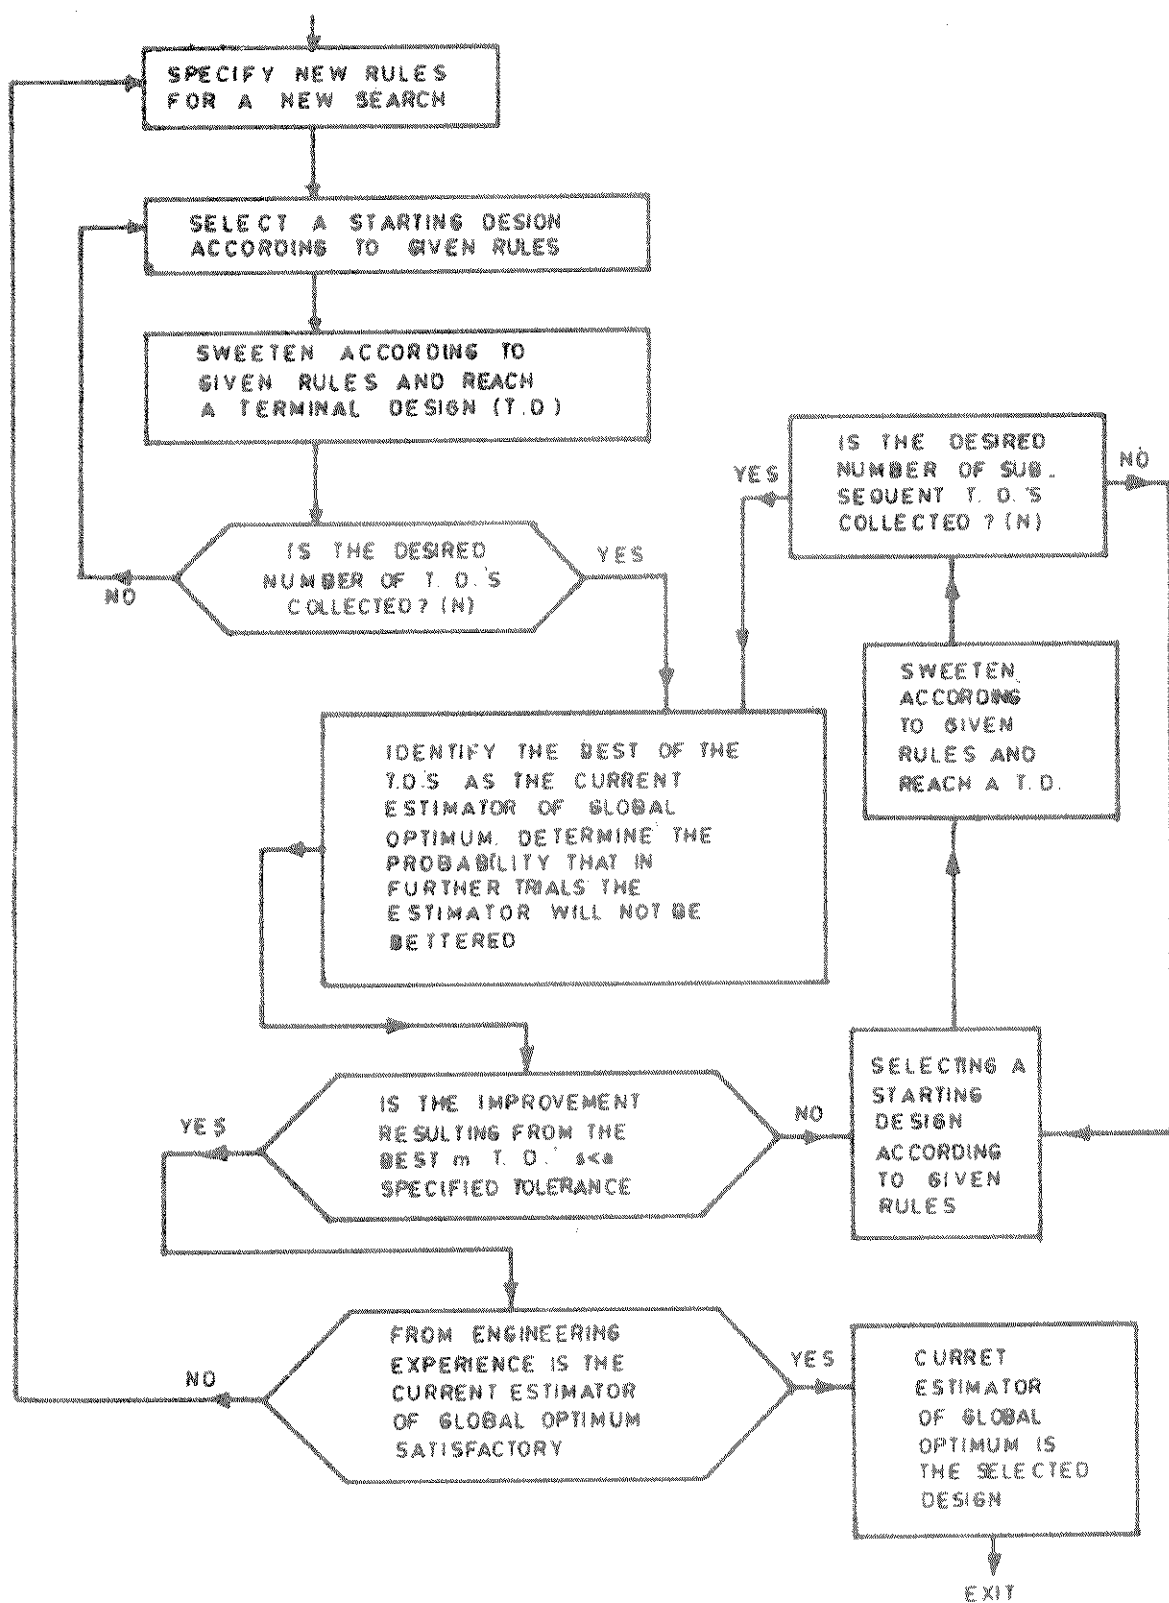 SPECIFY NEW RULES
FOR A NEW SEARCH
SELECT A STARTING DESIGN
ACCORDING TO GIVEN RULES
SWEETEN ACCORDING TO
GIVEN RULES AND REACH
A TERMINAL DESIGN (T.D)
IS THE DESIRED
NUMBER OF T. D.'S
COLLECTED? (N)
NO
YES
IS THE DESIRED
NUMBER OF SUB-
SEQUENT T. D.'S
COLLECTED? (N)
YES
NO
SWEETEN
ACCORDING
TO GIVEN
RULES AND
REACH A T.D.
IDENTIFY THE BEST OF THE
T.D.'S AS THE CURRENT
ESTIMATOR OF GLOBAL
OPTIMUM. DETERMINE THE
PROBABILITY THAT IN
FURTHER TRIALS THE
ESTIMATOR WILL NOT BE
BETTERED
IS THE IMPROVEMENT
RESULTING FROM THE
BEST m T. D.' s<a
SPECIFIED TOLERANCE
YES
NO
SELECTING A
STARTING
DESIGN
ACCORDING
TO GIVEN
RULES
FROM ENGINEERING
EXPERIENCE IS THE
CURRENT ESTIMATOR
OF GLOBAL OPTIMUM
SATISFACTORY
NO
YES
CURRET
ESTIMATOR
OF GLOBAL
OPTIMUM IS
THE SELECTED
DESIGN
EXIT